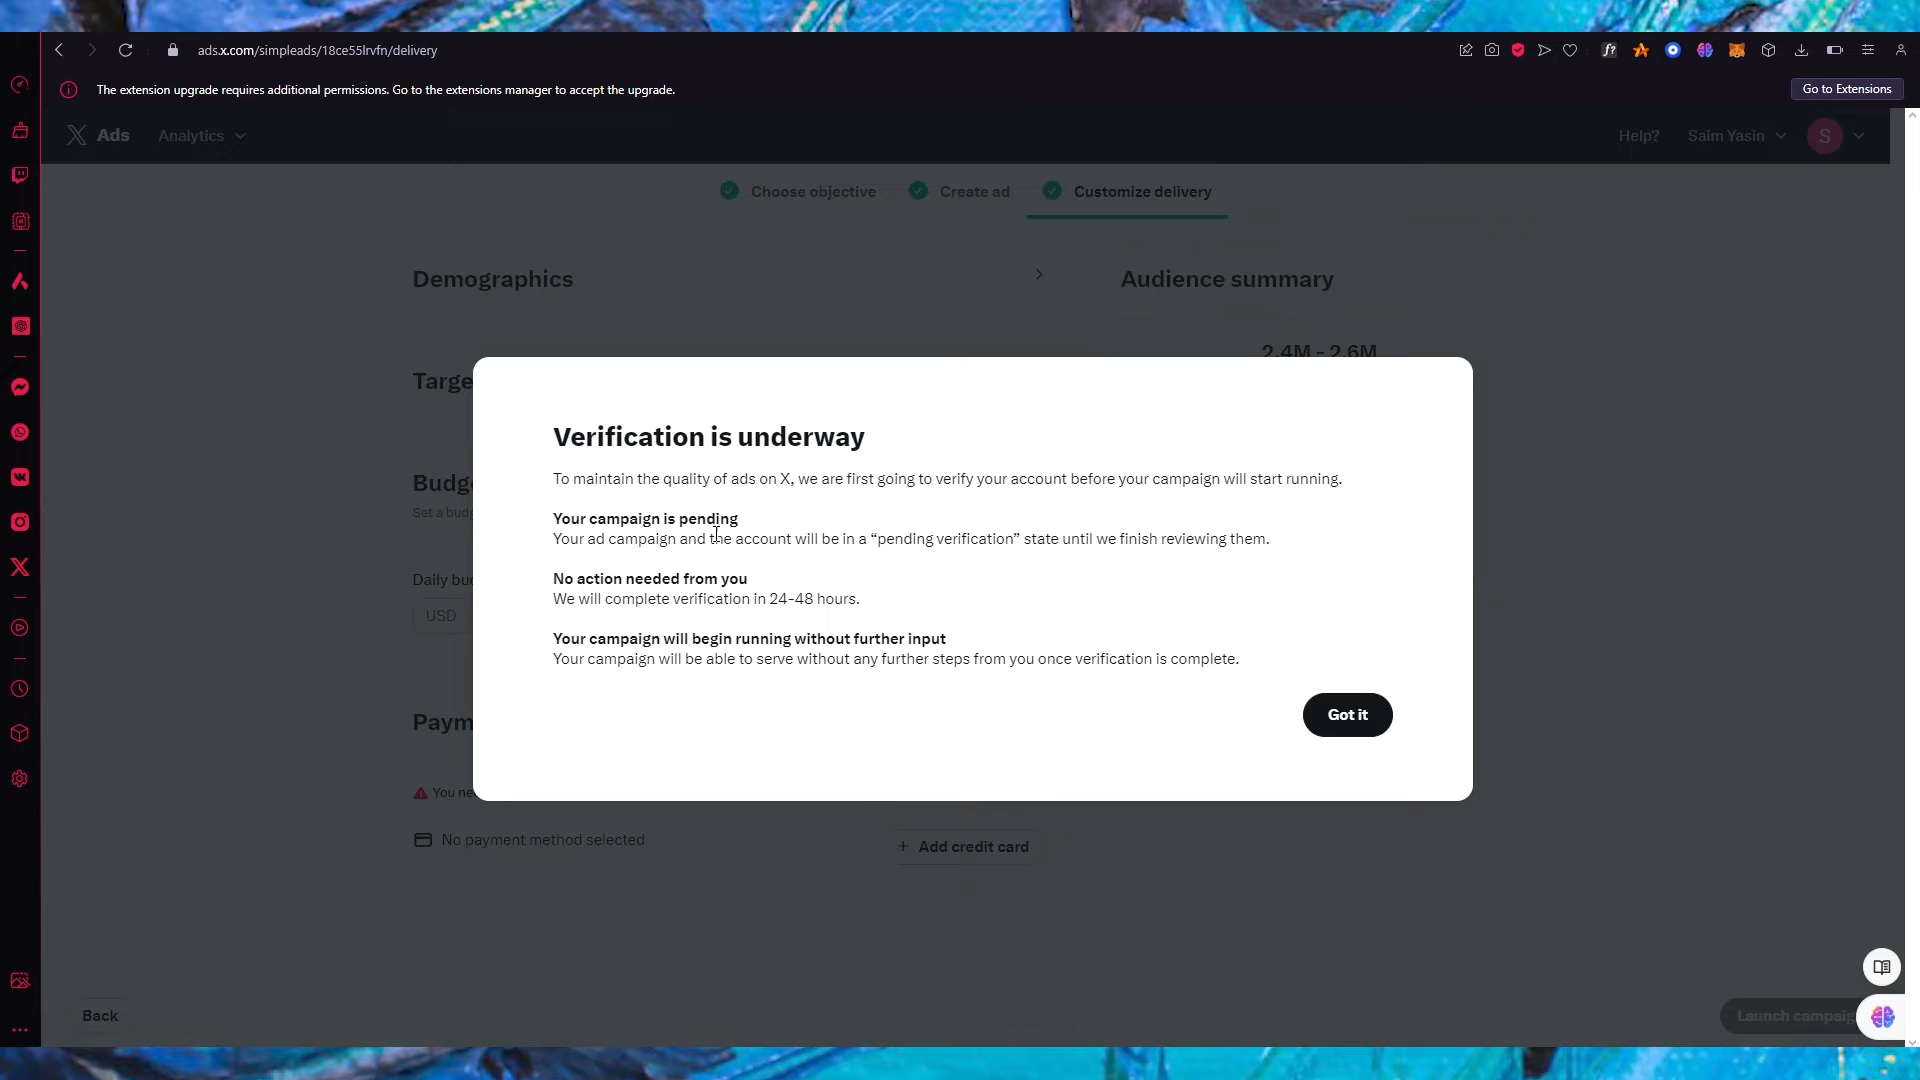 ads.x.com/simpleads/18ce55lrvfn/delivery
f?
The extension upgrade requires additional permissions. Go to the extensions manager to accept the upgrade.
Go to Extensions
Ads
Analytics
Help?
Saim Yasin
S
Choose objective
Create ad
Customize delivery
Demographics
Audience summary
2.4M - 2.6M
Verification is underway
To maintain the quality of ads on X, we are first going to verify your account before your campaign will start running.
Your campaign is pending
Your ad campaign and the account will be in a “pending verification” state until we finish reviewing them.
No action needed from you
We will complete verification in 24-48 hours.
Your campaign will begin running without further input
Your campaign will be able to serve without any further steps from you once verification is complete.
Got it
Set a
Daily
USD
You
No payment method selected
+ Add credit card
Back
Launch